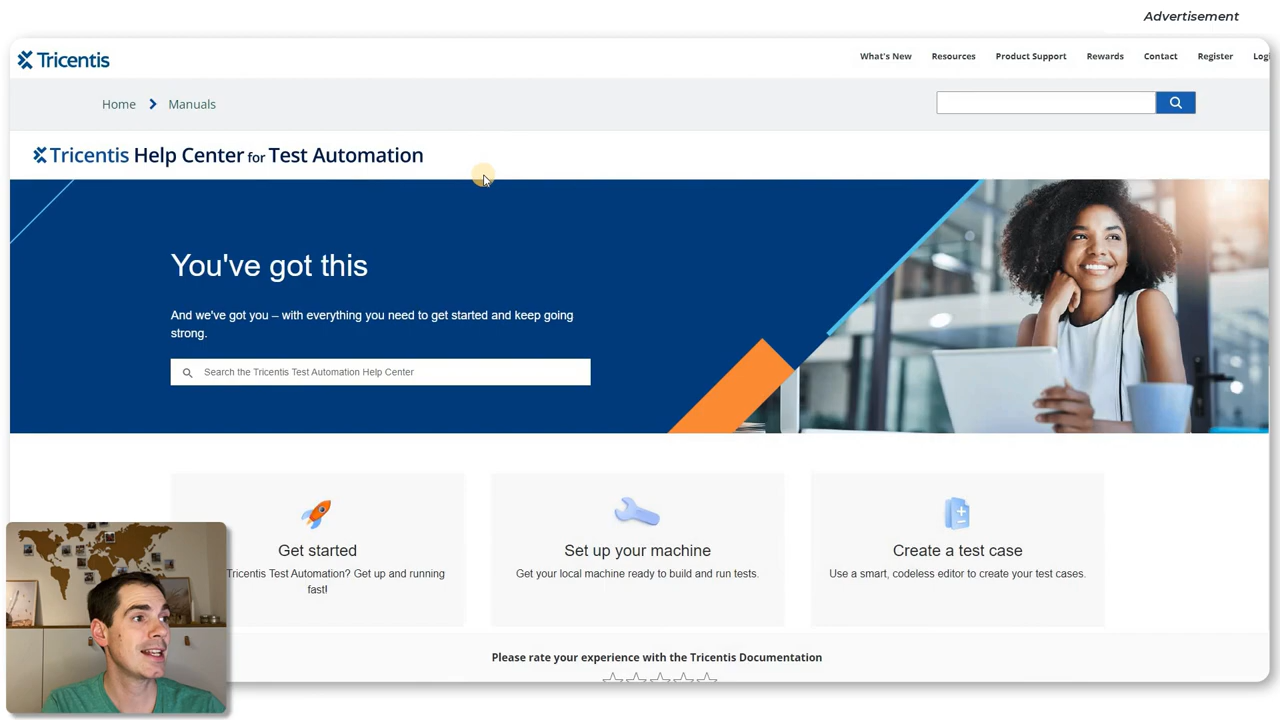 Advertisement
Tricentis
What's New
Resources
Product Support
Rewards
Contact
Register
Home
Manuals
Tricentis Help Center for Test Automation
You've got this
And we've got you – with everything you need to get started and keep going
strong.
Search the Tricentis Test Automation Help Center
Get started
Tricentis Test Automation? Get up and running
fast!
Set up your machine
Get your local machine ready to build and run tests.
Create a test case
Use a smart, codeless editor to create your test cases.
Please rate your experience with the Tricentis Documentation